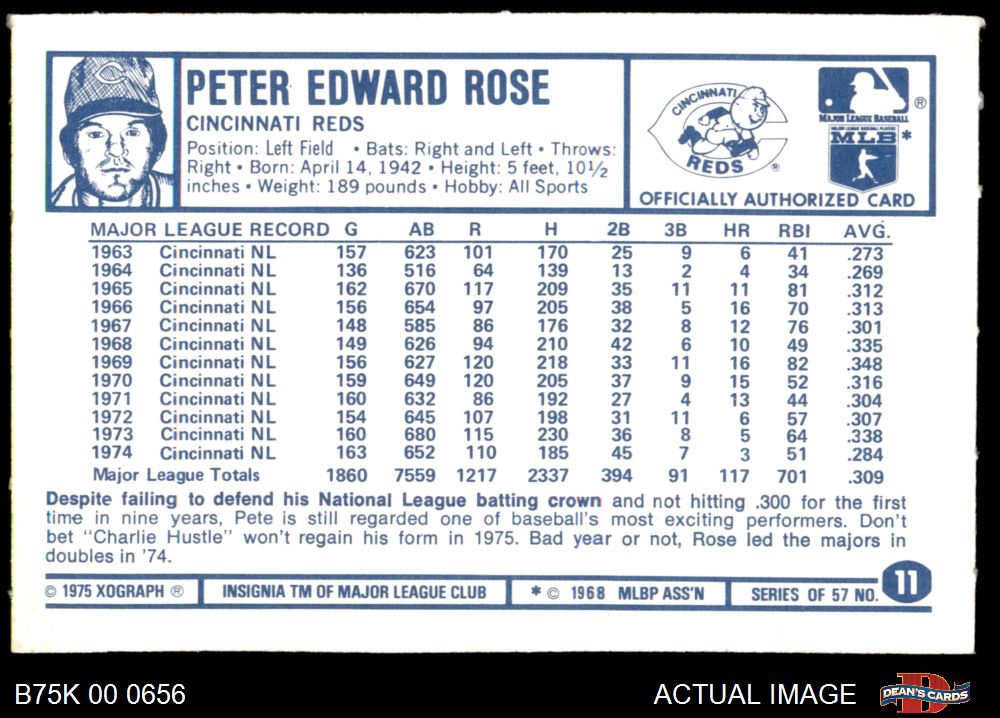 PETER EDWARD ROSE
CINCINNATI REDS
Position: Left Field • Bats: Right and Left • Throws:
Right • Born: April 14, 1942 • Height: 5 feet, 10½
inches • Weight: 189 pounds • Hobby: All Sports
CINCINNATI
REDS
®
®
MAJOR LEAGUE BASEBALL
MAJOR LEAGUE BASEBALL PLAYERS
MLB *
OFFICIALLY AUTHORIZED CARD
MAJOR LEAGUE RECORD G AB R H 2B 3B HR RBI AVG.
1963 Cincinnati NL 157 623 101 170 25 9 6 41 .273
1964 Cincinnati NL 136 516 64 139 13 2 4 34 .269
1965 Cincinnati NL 162 670 117 209 35 11 11 81 .312
1966 Cincinnati NL 156 654 97 205 38 5 16 70 .313
1967 Cincinnati NL 148 585 86 176 32 8 12 76 .301
1968 Cincinnati NL 149 626 94 210 42 6 10 49 .335
1969 Cincinnati NL 156 627 120 218 33 11 16 82 .348
1970 Cincinnati NL 159 649 120 205 37 9 15 52 .316
1971 Cincinnati NL 160 632 86 192 27 4 13 44 .304
1972 Cincinnati NL 154 645 107 198 31 11 6 57 .307
1973 Cincinnati NL 160 680 115 230 36 8 5 64 .338
1974 Cincinnati NL 163 652 110 185 45 7 3 51 .284
Major League Totals 1860 7559 1217 2337 394 91 117 701 .309
Despite failing to defend his National League batting crown and not hitting .300 for the first
time in nine years, Pete is still regarded one of baseball's most exciting performers. Don't
bet "Charlie Hustle" won't regain his form in 1975. Bad year or not, Rose led the majors in
doubles in '74.
© 1975 XOGRAPH ® INSIGNIA TM OF MAJOR LEAGUE CLUB * © 1968 MLBP ASS'N SERIES OF 57 NO. 11
B75K 00 0656 ACTUAL IMAGE DEAN'S CARDS